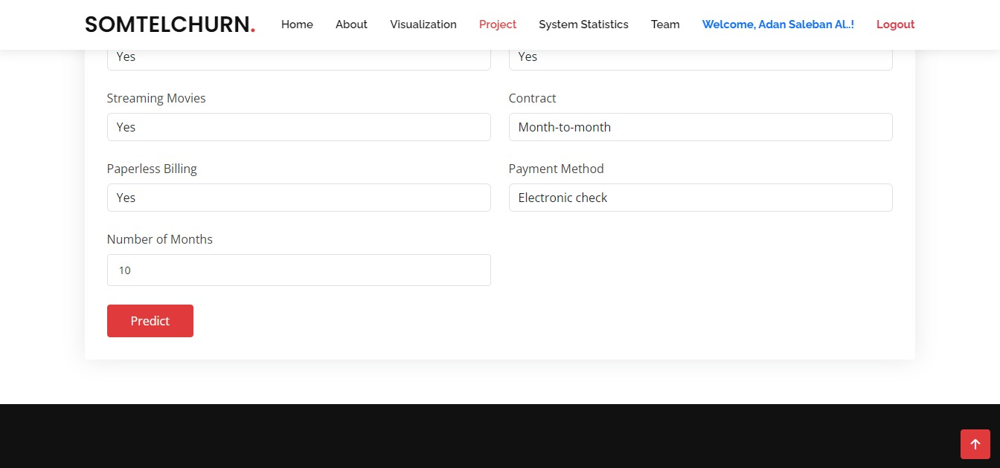 SOMTELCHURN. Home About Visualization Project System Statistics Team Welcome, Adan Saleban Al..! Logout
Yes Yes
Streaming Movies Contract
Yes Month-to-month
Paperless Billing Payment Method
Yes Electronic check
Number of Months
10
Predict